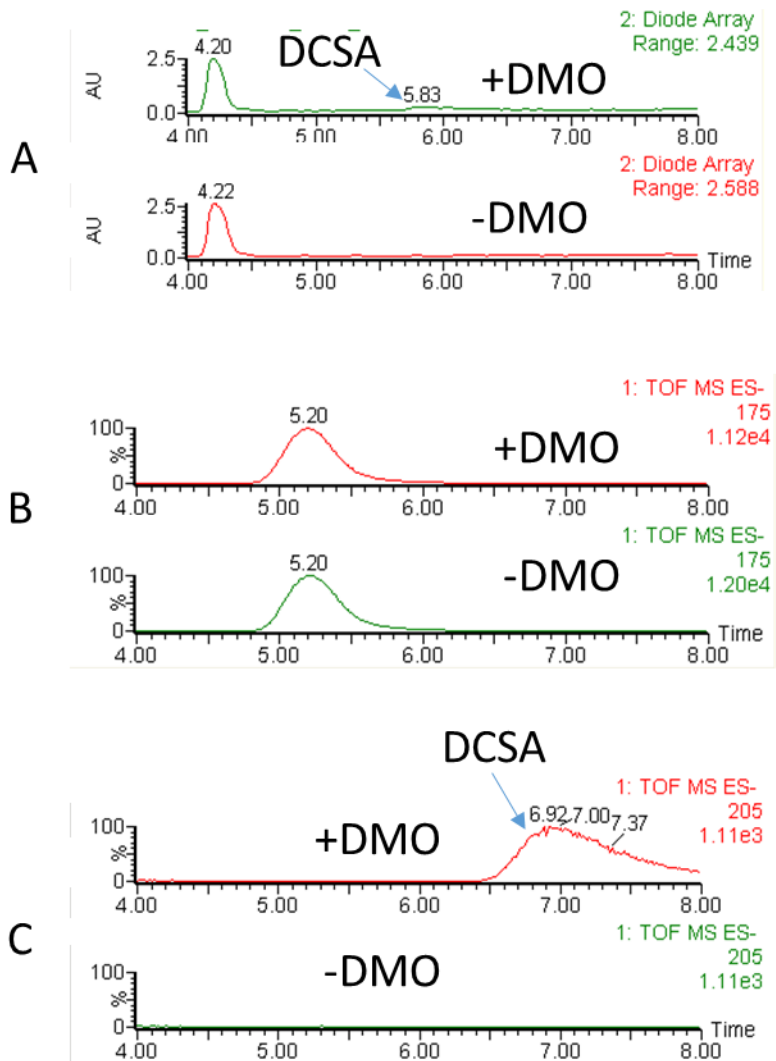 2: Diode Array
Range: 2.439
4.20
DCSA
+DMO
5.83
2.5
AU
0.0
4.00 5.00 6.00 7.00 8.00
A
2: Diode Array
Range: 2.588
4.22
-DMO
2.5
AU
0.0
Time
4.00 5.00 6.00 7.00 8.00
1: TOF MS ES-
175
1.12e4
5.20
+DMO
100
%
0
4.00 5.00 6.00 7.00 8.00
B
1: TOF MS ES-
175
1.20e4
5.20
-DMO
100
%
0
Time
4.00 5.00 6.00 7.00 8.00
DCSA
1: TOF MS ES-
205
1.11e3
6.92 7.00 7.37
+DMO
100
%
0
4.00 5.00 6.00 7.00 8.00
C
1: TOF MS ES-
205
1.11e3
-DMO
100
%
0
4.00 5.00 6.00 7.00 8.00